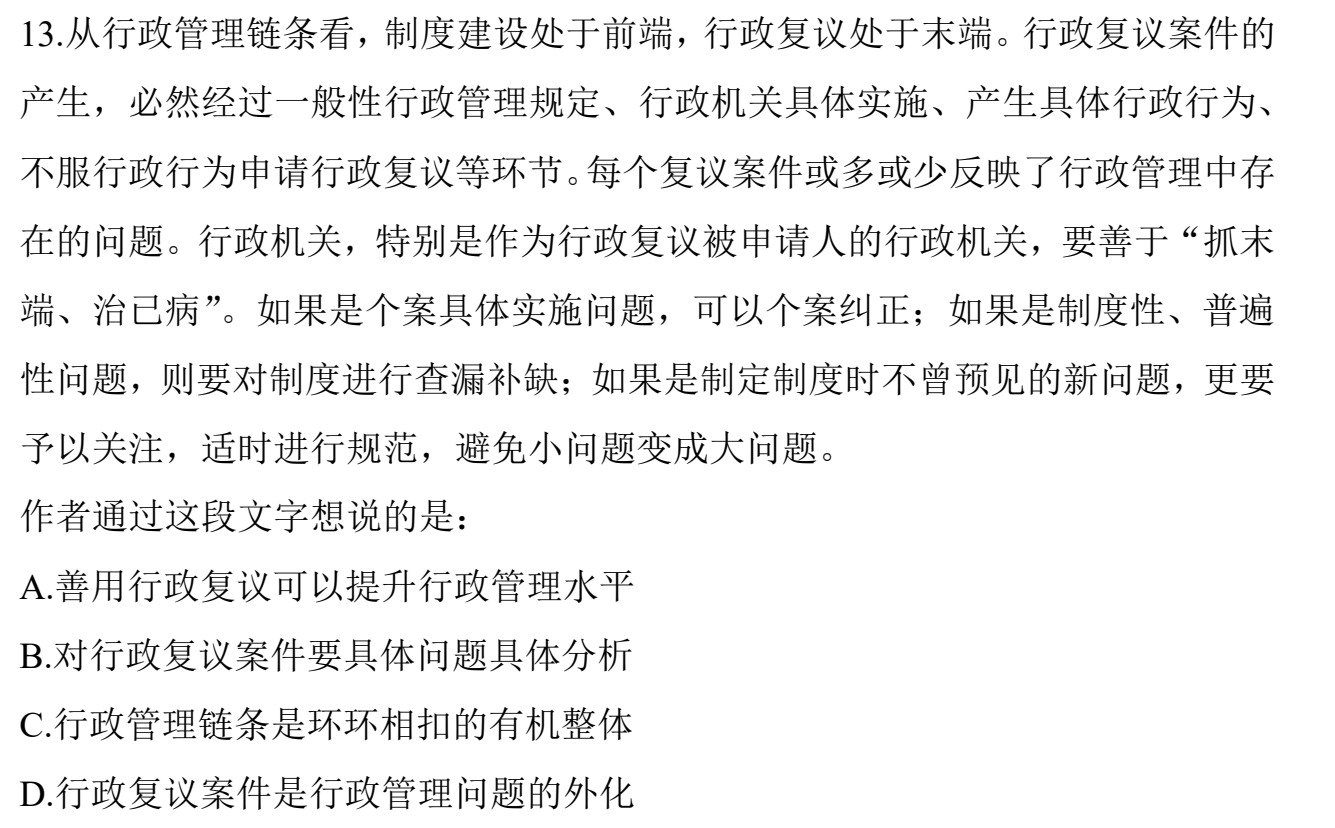 13.从行政管理链条看，制度建设处于前端，行政复议处于末端。行政复议案件的
产生，必然经过一般性行政管理规定、行政机关具体实施、产生具体行政行为、
不服行政行为申请行政复议等环节。每个复议案件或多或少反映了行政管理中存
在的问题。行政机关，特别是作为行政复议被申请人的行政机关，要善于“抓末
端、治已病”。如果是个案具体实施问题，可以个案纠正；如果是制度性、普遍
性问题，则要对制度进行查漏补缺；如果是制定制度时不曾预见的新问题，更要
予以关注，适时进行规范，避免小问题变成大问题。
作者通过这段文字想说的是：
A.善用行政复议可以提升行政管理水平
B.对行政复议案件要具体问题具体分析
C.行政管理链条是环环相扣的有机整体
D.行政复议案件是行政管理问题的外化